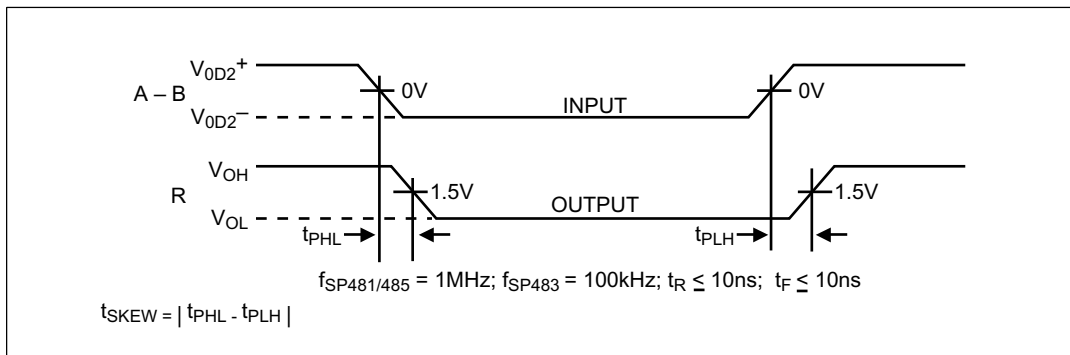 V0D2+
A – B
0V
0V
V0D2–
INPUT
VOH
R
1.5V
1.5V
VOL
OUTPUT
tPHL
tPLH
fSP481/485 = 1MHz; fSP483 = 100kHz; tR ≤ 10ns; tF ≤ 10ns
tSKEW = | tPHL - tPLH |